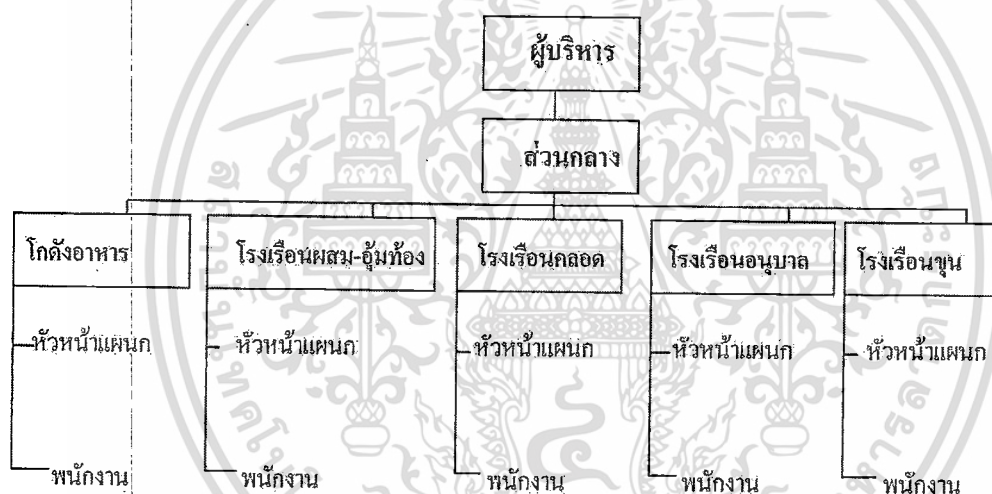 ผู้บริหาร
ส่วนกลาง
โกดังอาหาร โรงเรือนผสม-อุ้มท้อง โรงเรือนคลอด โรงเรือนอนุบาล โรงเรือนขุน
หัวหน้าแผนก หัวหน้าแผนก หัวหน้าแผนก หัวหน้าแผนก หัวหน้าแผนก
พนักงาน พนักงาน พนักงาน พนักงาน พนักงาน